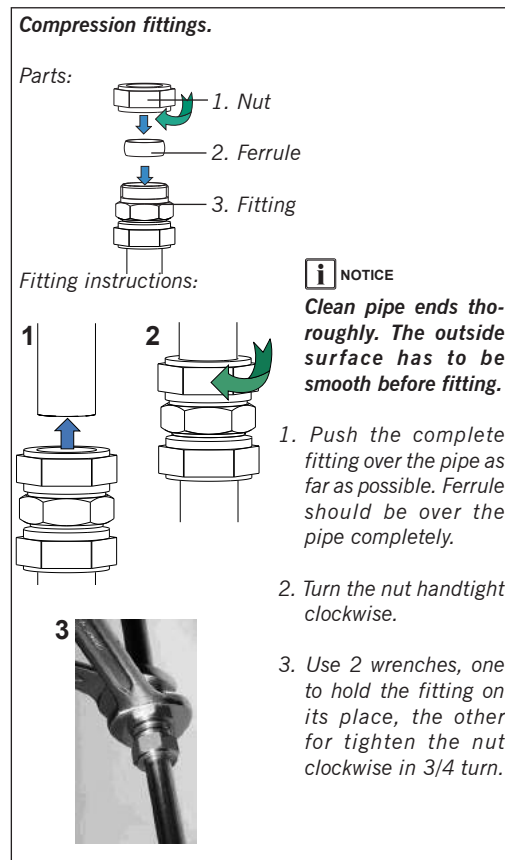 Compression fittings.
Parts:
1. Nut
2. Ferrule
3. Fitting
Fitting instructions:
1
2
3
i NOTICE
Clean pipe ends tho-
roughly. The outside
surface has to be
smooth before fitting.
1. Push the complete
fitting over the pipe as
far as possible. Ferrule
should be over the
pipe completely.
2. Turn the nut handtight
clockwise.
3. Use 2 wrenches, one
to hold the fitting on
its place, the other
for tighten the nut
clockwise in 3/4 turn.